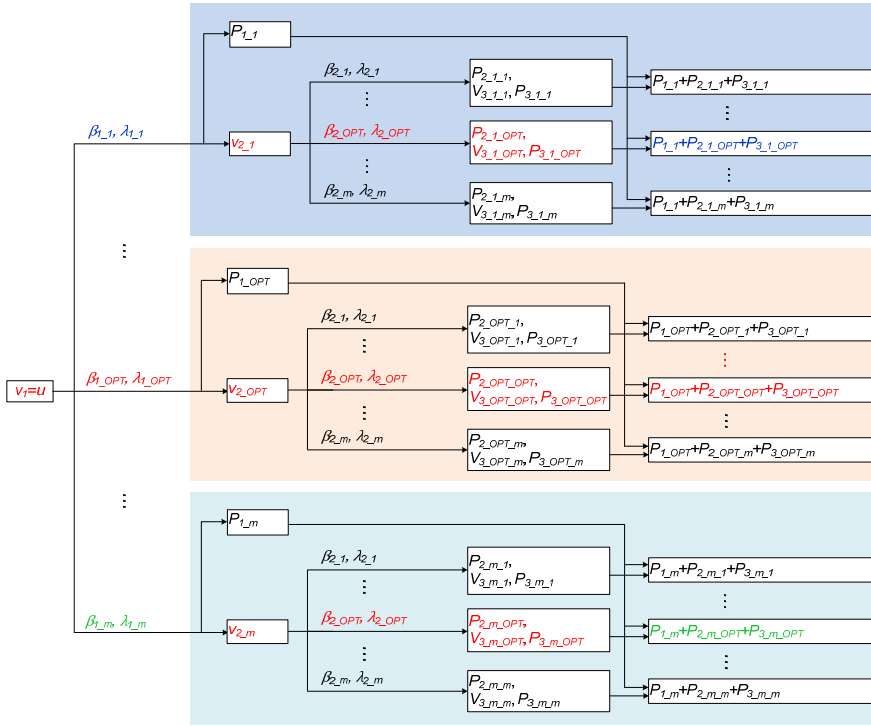 P1_1
β2_1, λ2_1
P2_1_1,
V3_1_1, P3_1_1
P1_1+P2_1_1+P3_1_1
⋮
⋮
β1_1, λ1_1
v2_1
β2_OPT, λ2_OPT
P2_1_OPT,
V3_1_OPT, P3_1_OPT
P1_1+P2_1_OPT+P3_1_OPT
⋮
⋮
β2_m, λ2_m
P2_1_m,
V3_1_m, P3_1_m
P1_1+P2_1_m+P3_1_m
⋮
P1_OPT
β2_1, λ2_1
P2_OPT_1,
V3_OPT_1, P3_OPT_1
P1_OPT+P2_OPT_1+P3_OPT_1
⋮
⋮
v1=u
β1_OPT, λ1_OPT
v2_OPT
β2_OPT, λ2_OPT
P2_OPT_OPT,
V3_OPT_OPT, P3_OPT_OPT
P1_OPT+P2_OPT_OPT+P3_OPT_OPT
⋮
⋮
β2_m, λ2_m
P2_OPT_m,
V3_OPT_m, P3_OPT_m
P1_OPT+P2_OPT_m+P3_OPT_m
⋮
P1_m
β2_1, λ2_1
P2_m_1,
V3_m_1, P3_m_1
P1_m+P2_m_1+P3_m_1
⋮
⋮
β1_m, λ1_m
v2_m
β2_OPT, λ2_OPT
P2_m_OPT,
V3_m_OPT, P3_m_OPT
P1_m+P2_m_OPT+P3_m_OPT
⋮
⋮
β2_m, λ2_m
P2_m_m,
V3_m_m, P3_m_m
P1_m+P2_m_m+P3_m_m